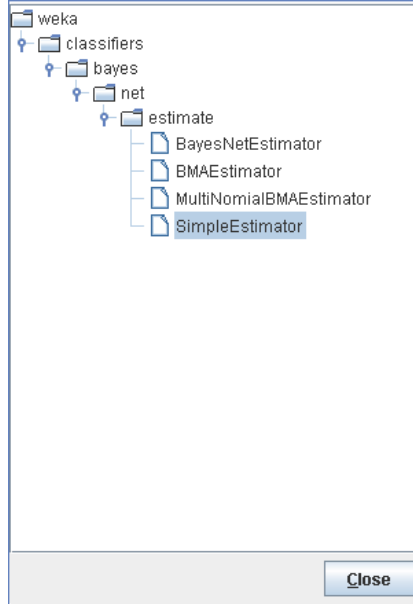 weka
classifiers
bayes
net
estimate
BayesNetEstimator
BMAEstimator
MultiNomialBMAEstimator
SimpleEstimator
Close